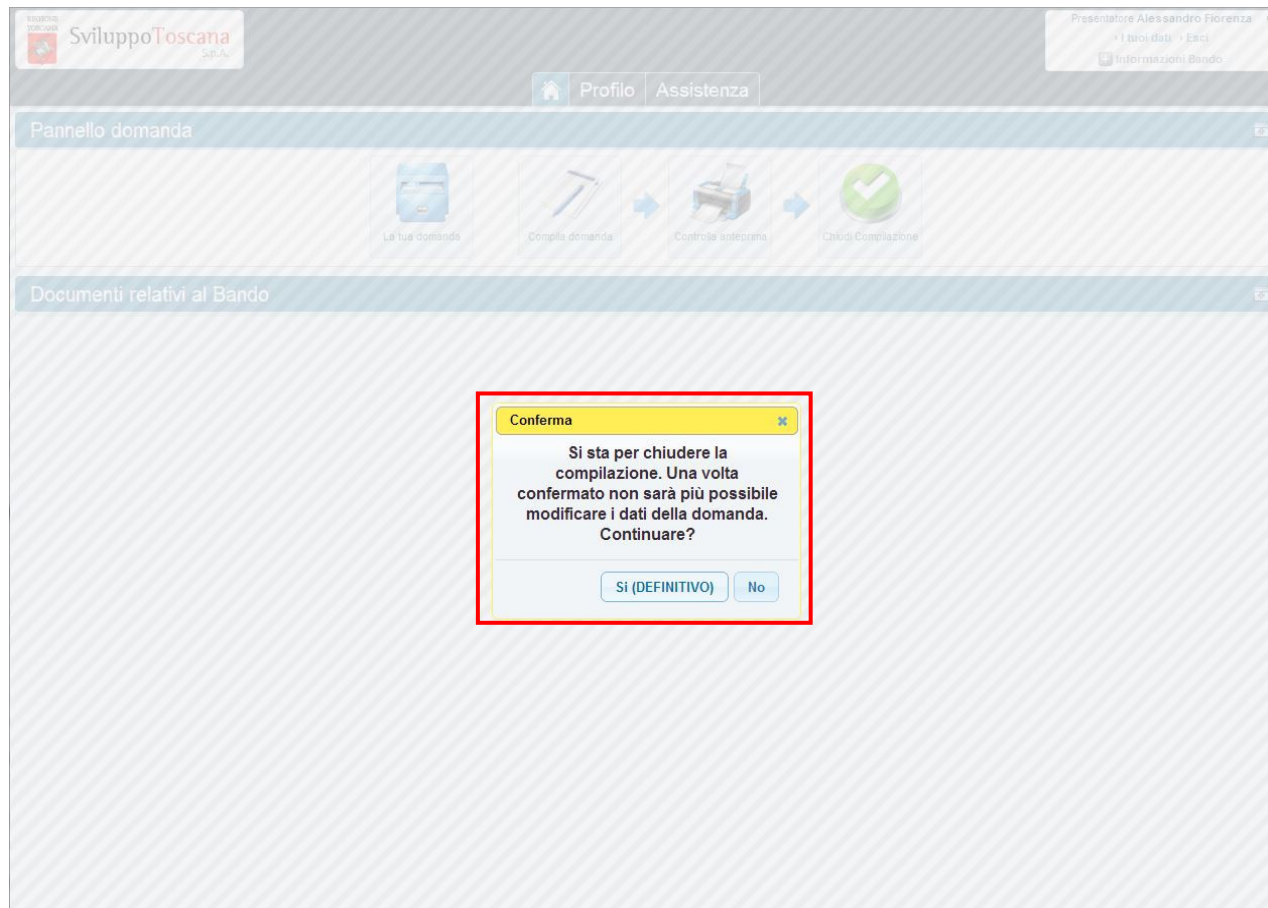 REGIONE
TOSCANA
SviluppoToscana
S.p.A.
Presentatore Alessandro Fiorenza
› I tuoi dati › Esci
Informazioni Bando
Profilo Assistenza
Pannello domanda
La tua domanda
Compila domanda
Controlla anteprima
Chiudi Compilazione
Documenti relativi al Bando
Conferma
Si sta per chiudere la
compilazione. Una volta
confermato non sarà più possibile
modificare i dati della domanda.
Continuare?
Si (DEFINITIVO) No